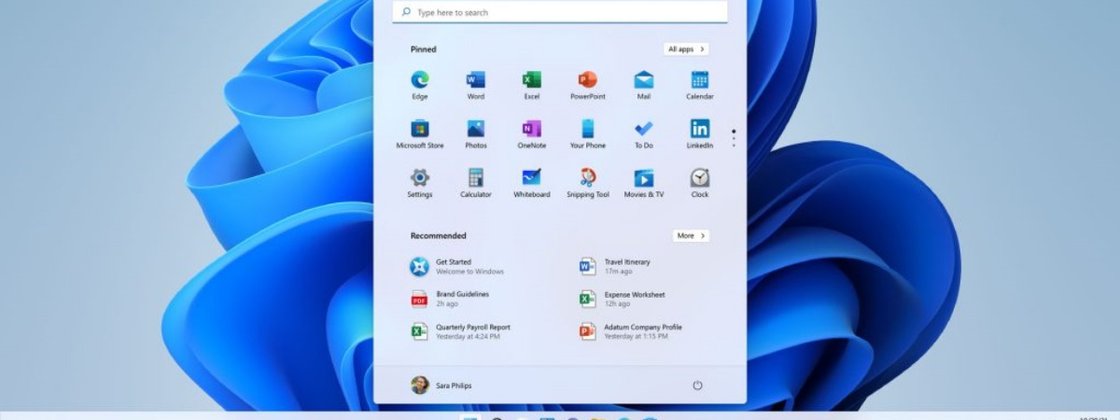 Type here to search
Pinned
All apps
Edge
Word
Excel
PowerPoint
Mail
Calendar
Microsoft Store
Photos
OneNote
Your Phone
To Do
LinkedIn
Settings
Calculator
Whiteboard
Snipping Tool
Movies & TV
Clock
Recommended
More
Get Started
Welcome to Windows
Travel Itinerary
17m ago
Brand Guidelines
2h ago
Expense Worksheet
12h ago
Quarterly Payroll Report
Yesterday at 4:24 PM
Adatum Company Profile
Yesterday at 1:15 PM
Sara Philips